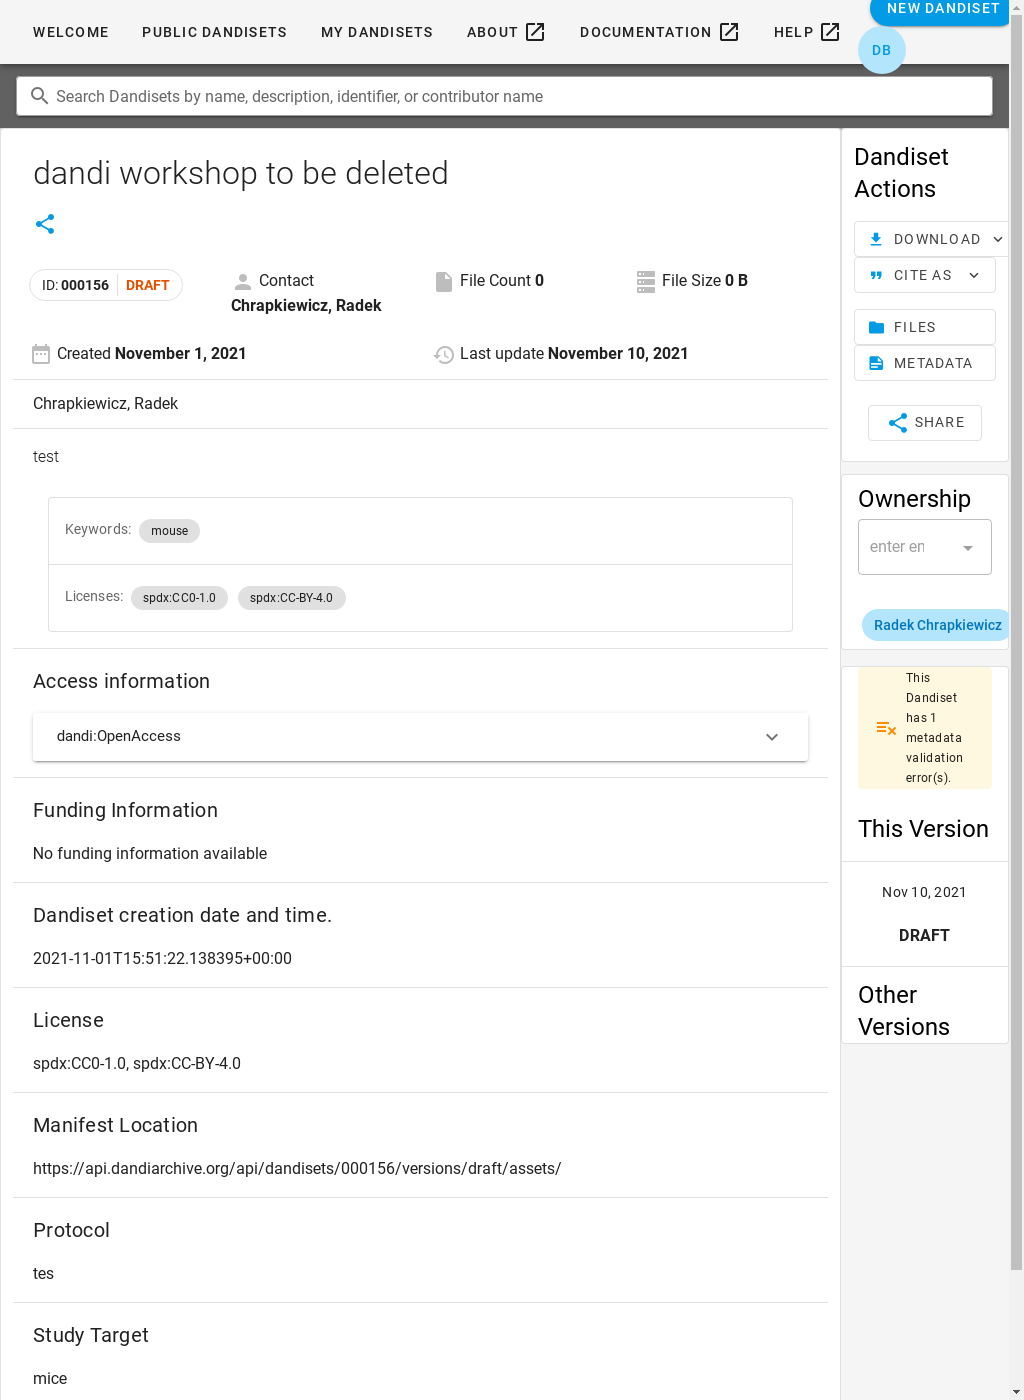 WELCOME PUBLIC DANDISETS MY DANDISETS ABOUT DOCUMENTATION HELP NEW DANDISET
DB
Search Dandisets by name, description, identifier, or contributor name
dandi workshop to be deleted
ID: 000156 DRAFT
Contact
Chrapkiewicz, Radek
File Count 0
File Size 0 B
Created November 1, 2021
Last update November 10, 2021
Chrapkiewicz, Radek
test
Keywords: mouse
Licenses: spdx:CC0-1.0 spdx:CC-BY-4.0
Access information
dandi:OpenAccess
Funding Information
No funding information available
Dandiset creation date and time.
2021-11-01T15:51:22.138395+00:00
License
spdx:CC0-1.0, spdx:CC-BY-4.0
Manifest Location
https://api.dandiarchive.org/api/dandisets/000156/versions/draft/assets/
Protocol
tes
Study Target
mice
Dandiset
Actions
DOWNLOAD
CITE AS
FILES
METADATA
SHARE
Ownership
enter en
Radek Chrapkiewicz
This
Dandiset
has 1
metadata
validation
error(s).
This Version
Nov 10, 2021
DRAFT
Other
Versions